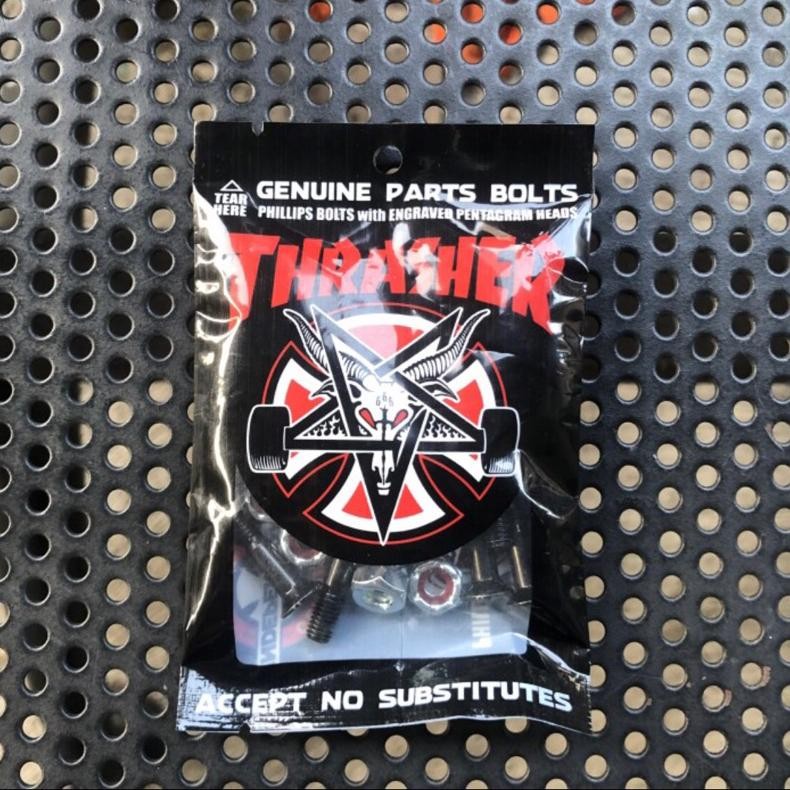 GENUINE PARTS BOLTS
TEAR
HERE
PHILLIPS BOLTS with ENGRAVED PENTAGRAM HEADS
THRASHER
666
ACCEPT NO SUBSTITUTES